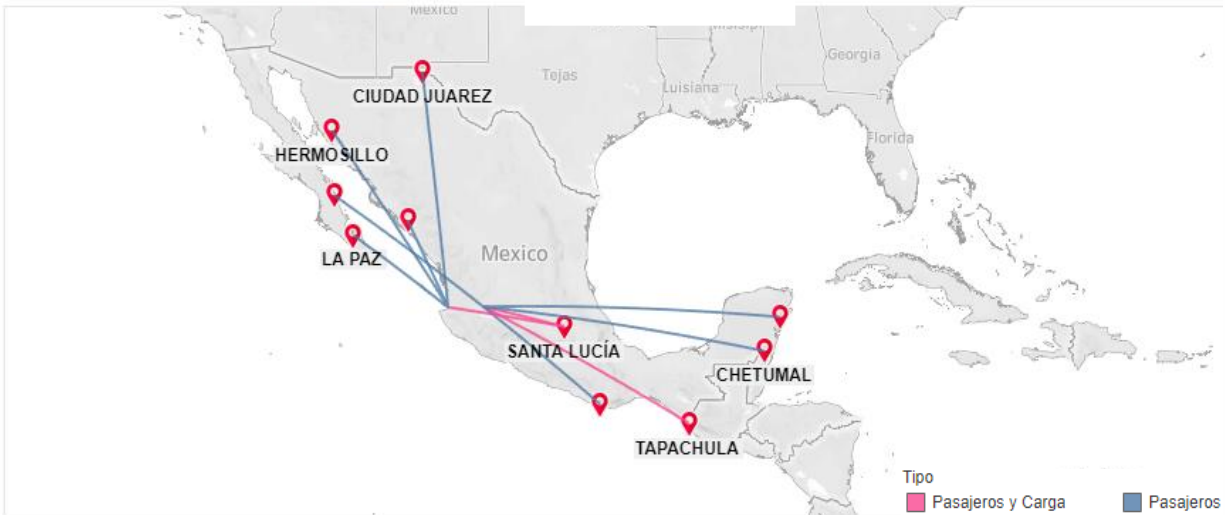 Mexico
Misisipi
Georgia
Tejas
Luisiana
CIUDAD JUAREZ
Florida
HERMOSILLO
Mexico
LA PAZ
SANTA LUCÍA
CHETUMAL
TAPACHULA
Tipo
Pasajeros y Carga
Pasajeros